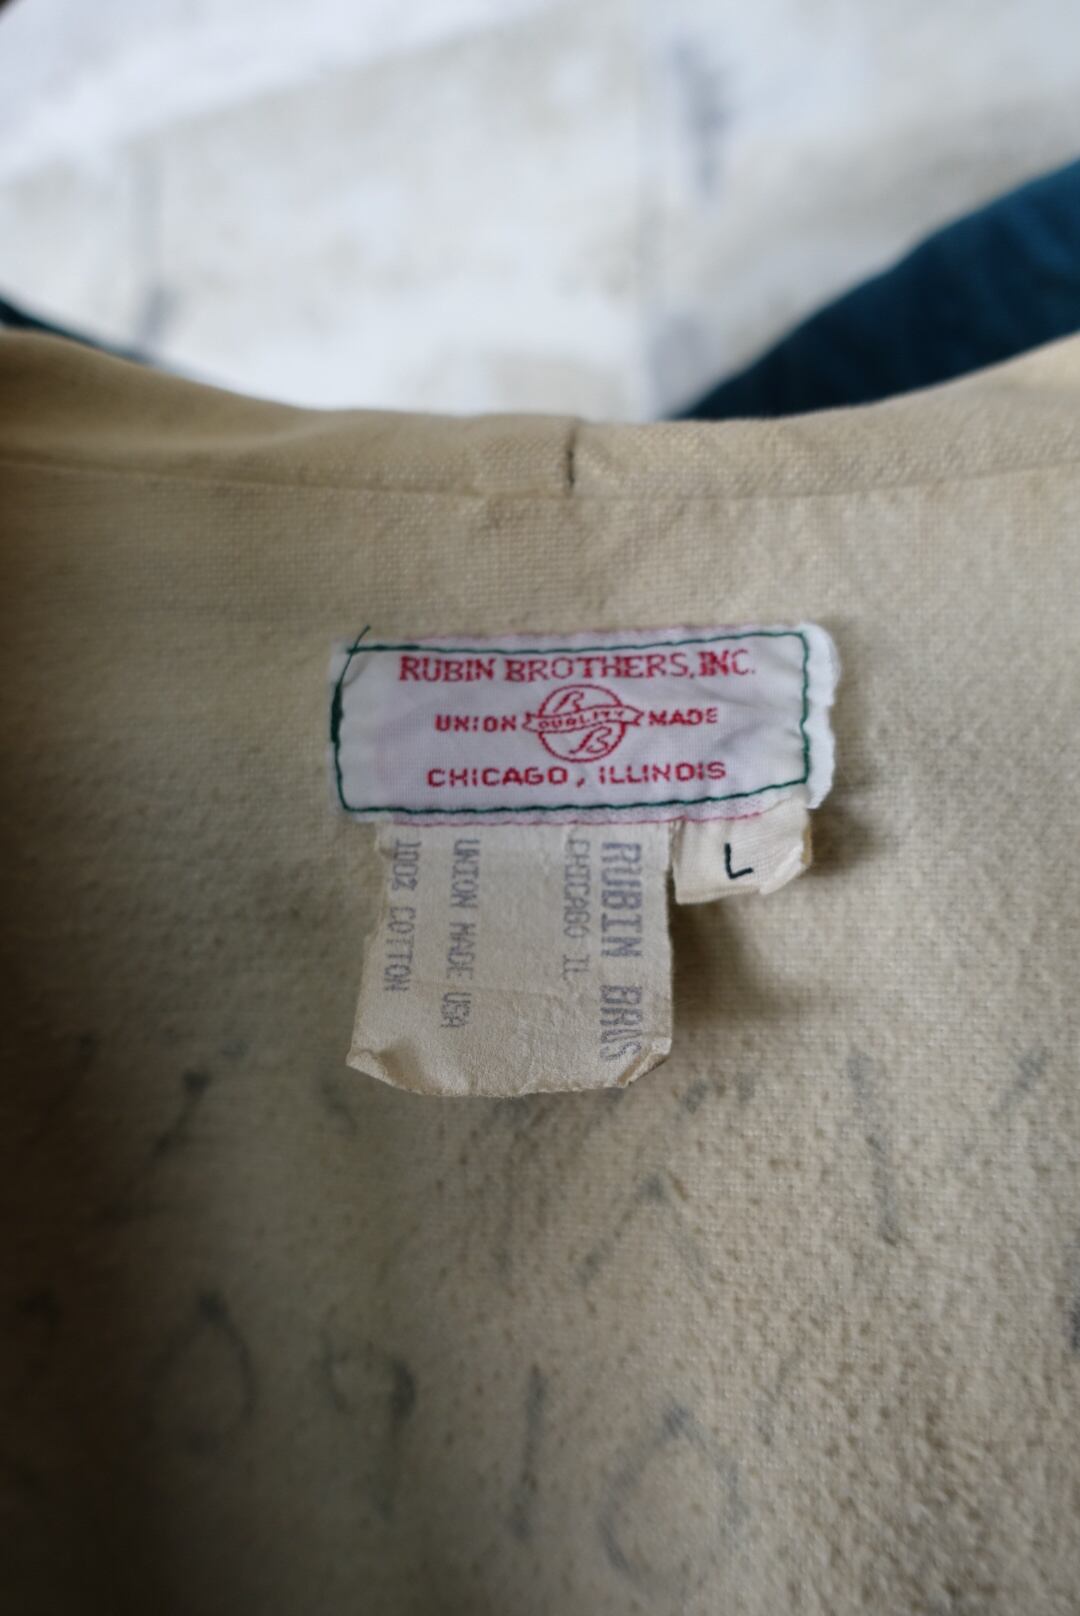 RUBIN BROTHERS, INC.
B
UNION QUALITY MADE
B
CHICAGO, ILLINOIS
L
RUBIN BROS
CHICAGO IL
UNION MADE USA
100% COTTON